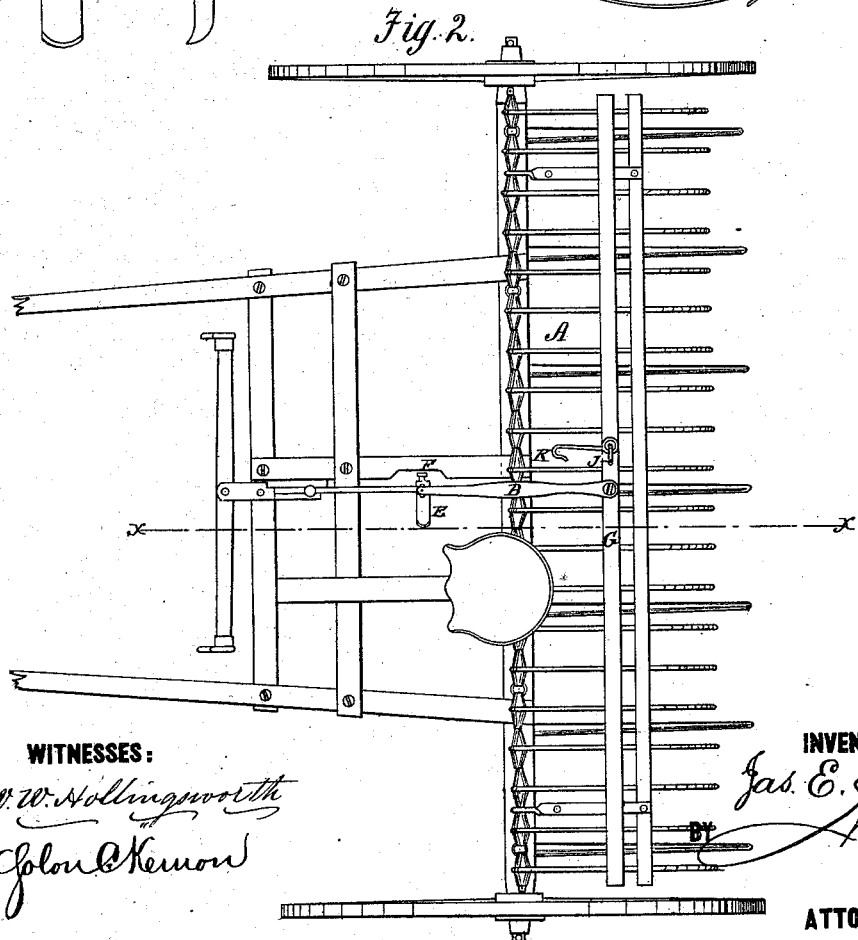 Fig. 2.
A
K
J
F
B
E
x x
G
WITNESSES:
W. W. Hollingsworth
Solon C. Kemon
INVEN
Jas. E.
BY
ATTO